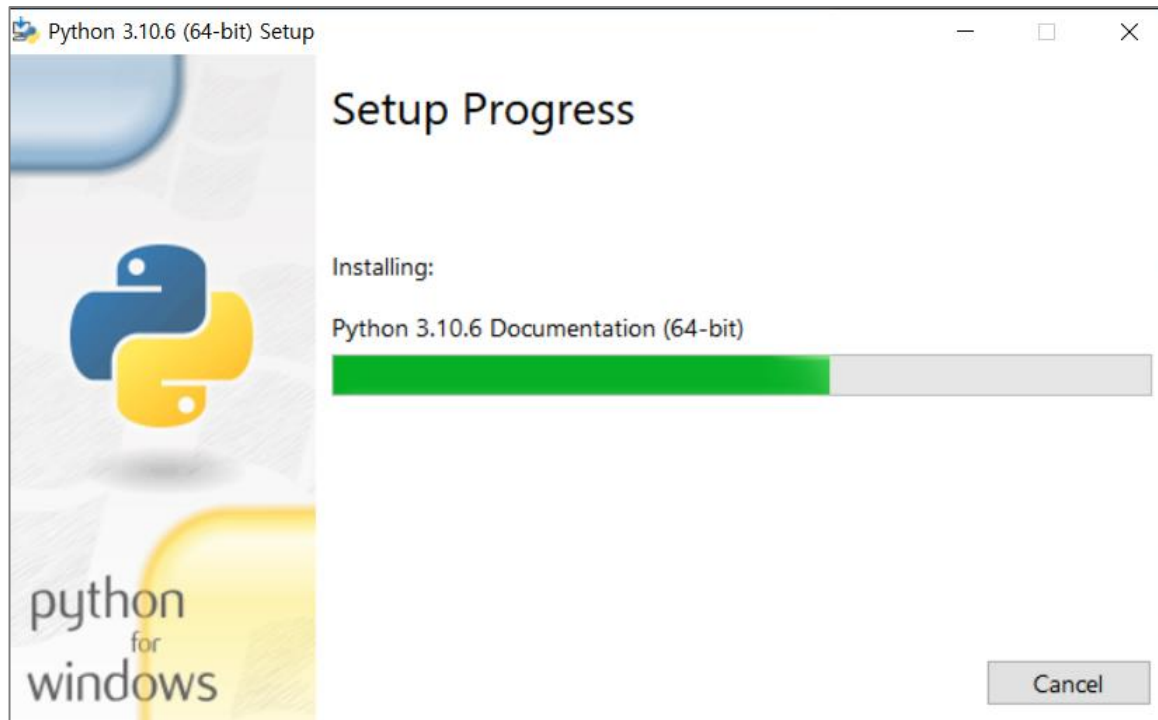 Python 3.10.6 (64-bit) Setup
Setup Progress
Installing:
Python 3.10.6 Documentation (64-bit)
python
for
windows
Cancel